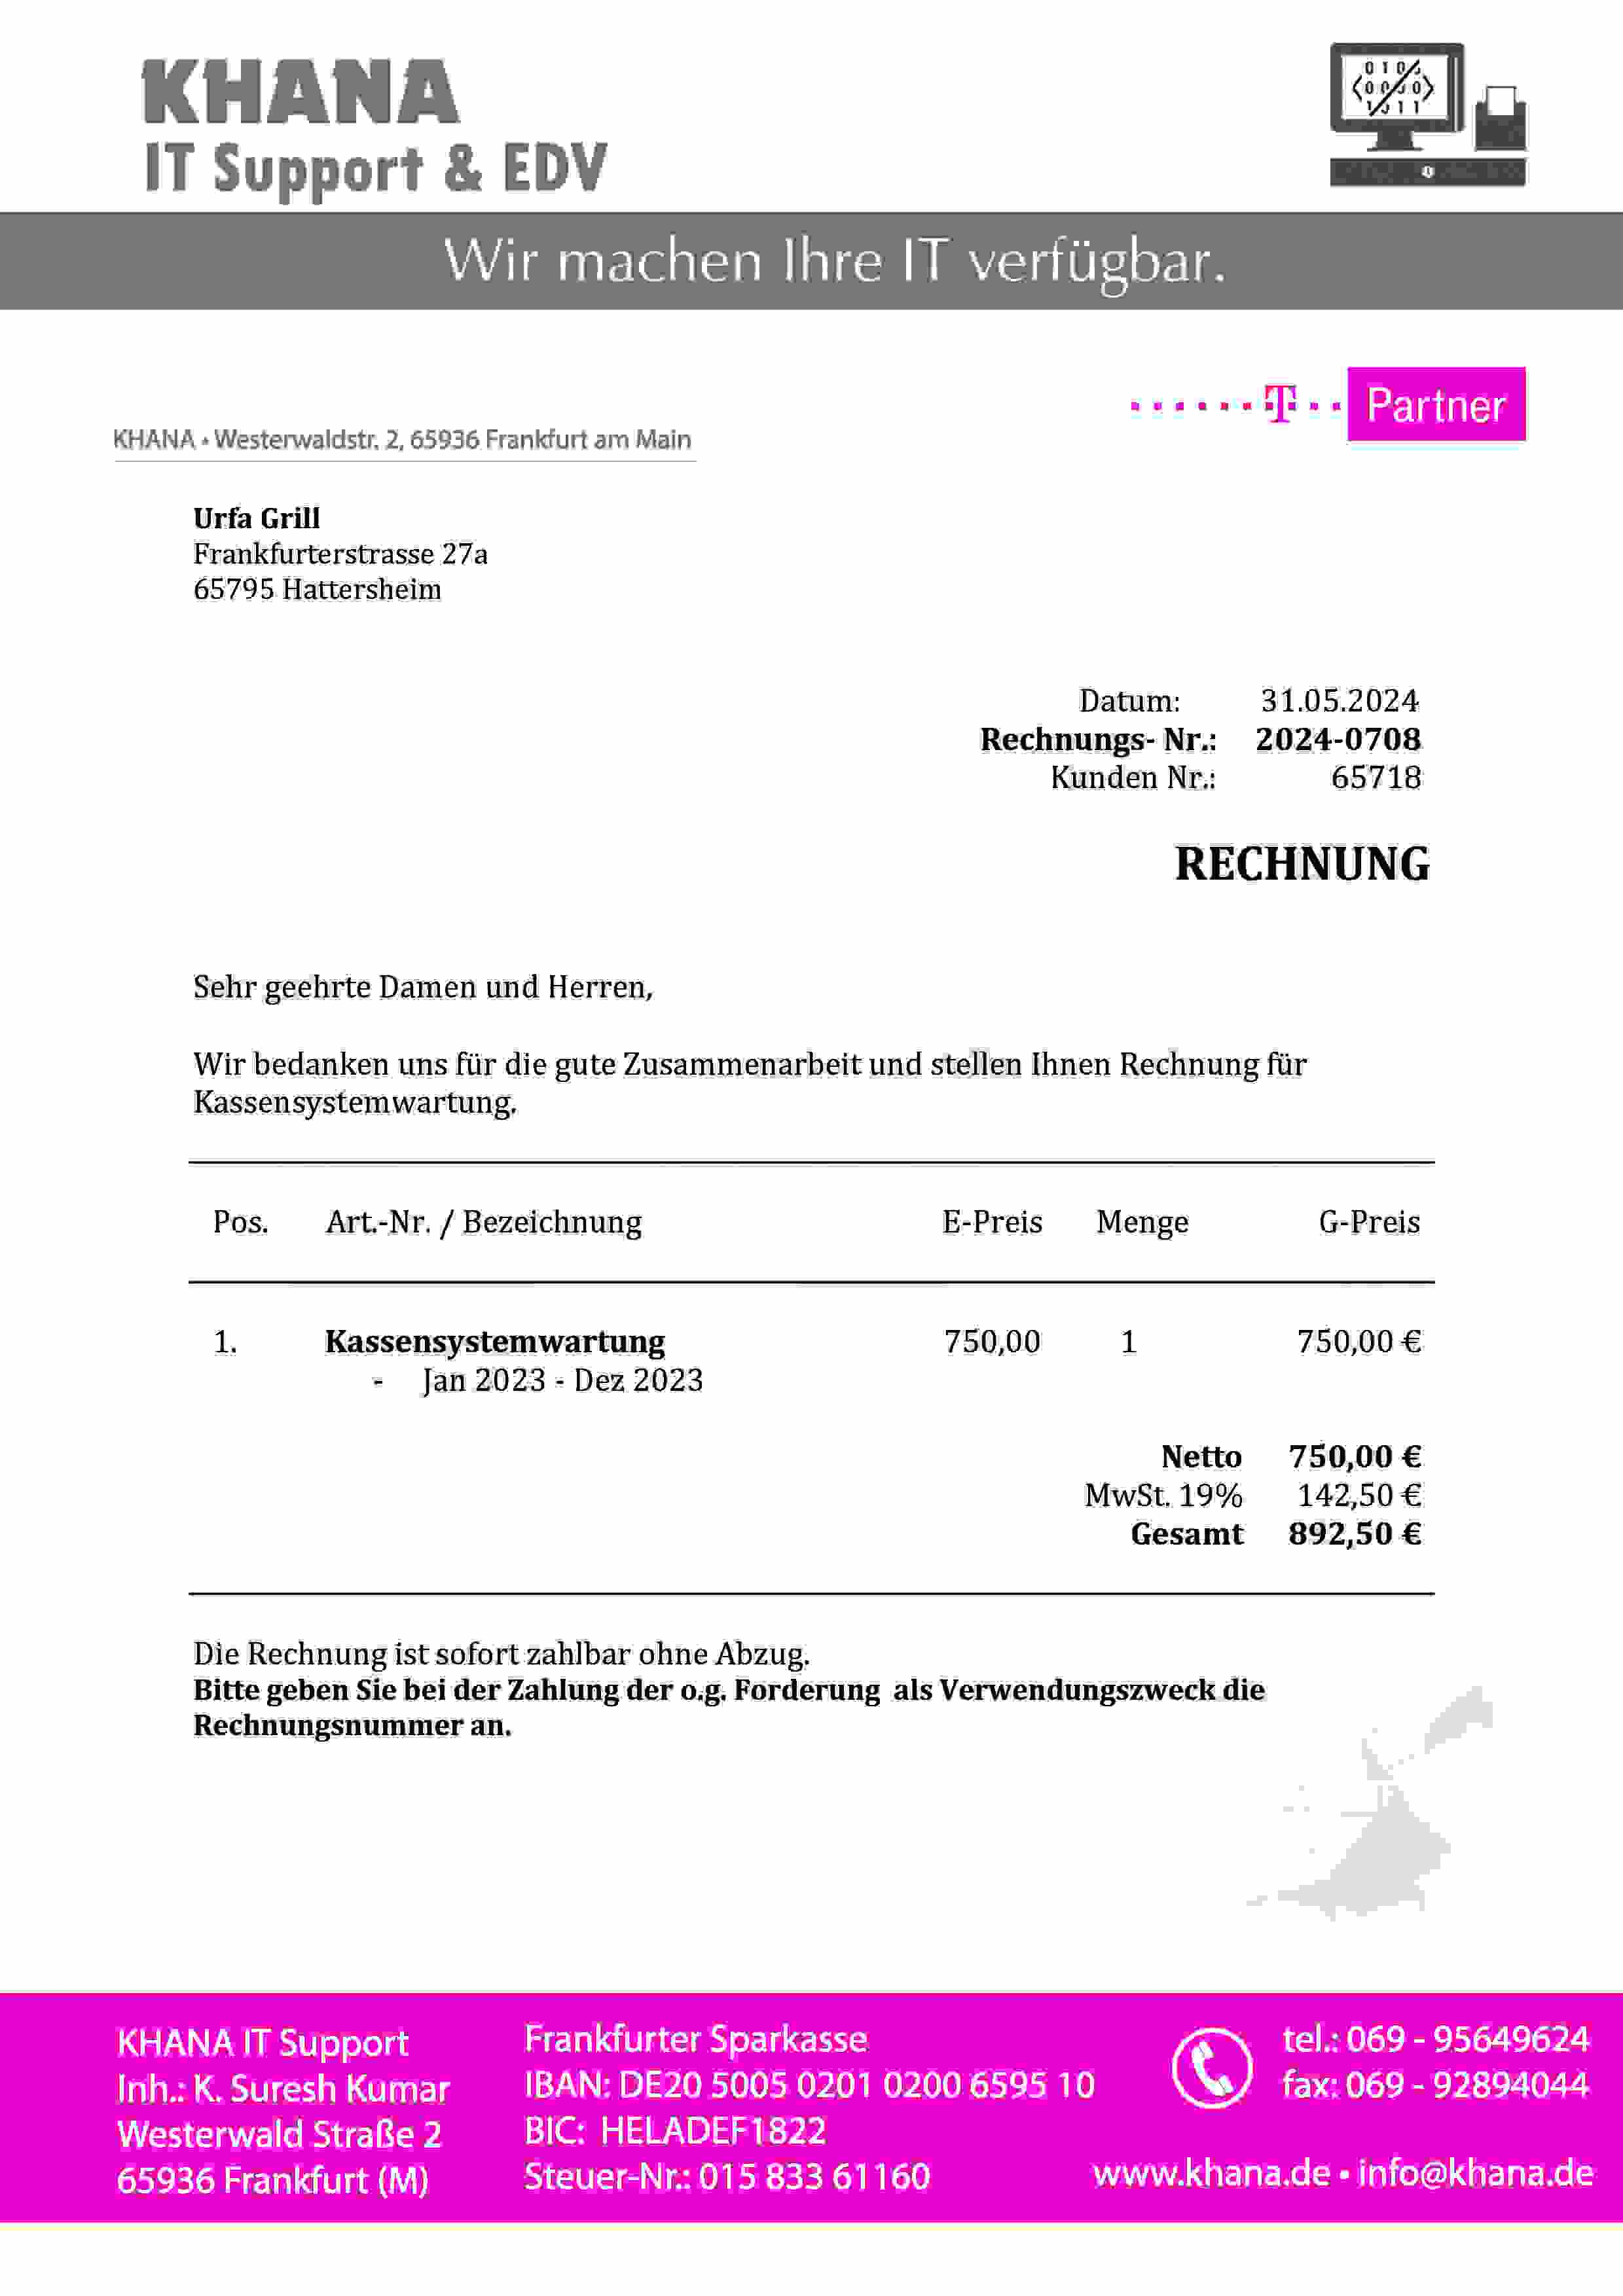 KHANA
IT Support & EDV
Wir machen Ihre IT verfügbar.
T Partner
KHANA • Westerwaldstr. 2, 65936 Frankfurt am Main
Urfa Grill
Frankfurterstrasse 27a
65795 Hattersheim
Datum: 31.05.2024
Rechnungs- Nr.: 2024-0708
Kunden Nr.: 65718
RECHNUNG
Sehr geehrte Damen und Herren,
Wir bedanken uns für die gute Zusammenarbeit und stellen Ihnen Rechnung für
Kassensystemwartung.
Pos. Art.-Nr. / Bezeichnung E-Preis Menge G-Preis
1. Kassensystemwartung 750,00 1 750,00 €
- Jan 2023 - Dez 2023
Netto 750,00 €
MwSt. 19% 142,50 €
Gesamt 892,50 €
Die Rechnung ist sofort zahlbar ohne Abzug.
Bitte geben Sie bei der Zahlung der o.g. Forderung als Verwendungszweck die
Rechnungsnummer an.
KHANA IT Support
Inh.: K. Suresh Kumar
Westerwald Straße 2
65936 Frankfurt (M)
Frankfurter Sparkasse
IBAN: DE20 5005 0201 0200 6595 10
BIC: HELADEF1822
Steuer-Nr.: 015 833 61160
tel.: 069 - 95649624
fax: 069 - 92894044
www.khana.de • info@khana.de